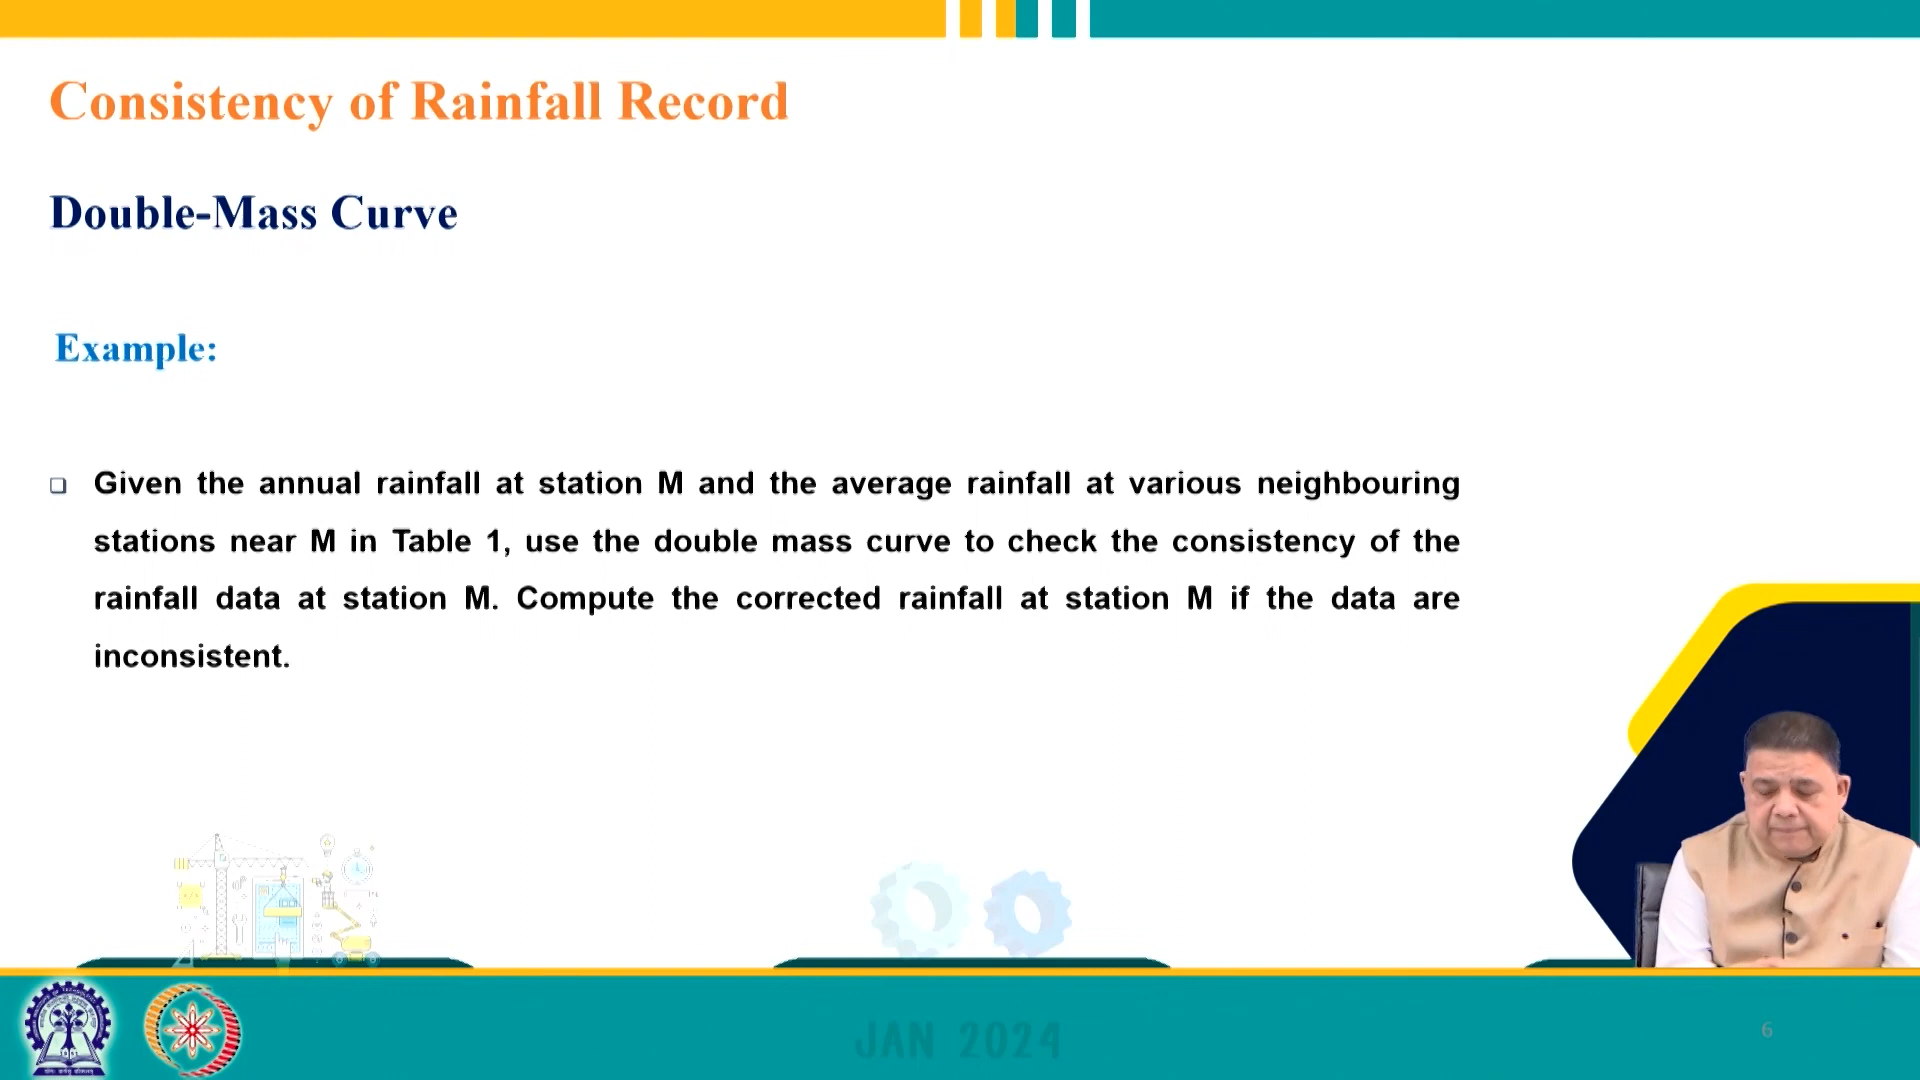 Consistency of Rainfall Record
Double-Mass Curve
Example:
Given the annual rainfall at station M and the average rainfall at various neighbouring
stations near M in Table 1, use the double mass curve to check the consistency of the
rainfall data at station M. Compute the corrected rainfall at station M if the data are
inconsistent.
JAN 2024
6